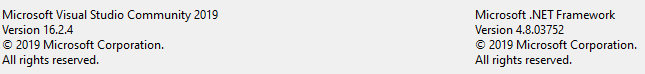 Microsoft Visual Studio Community 2019
Version 16.2.4
© 2019 Microsoft Corporation.
All rights reserved.
Microsoft .NET Framework
Version 4.8.03752
© 2019 Microsoft Corporation.
All rights reserved.